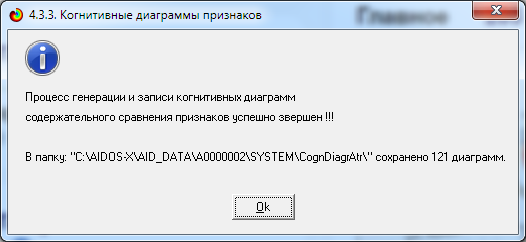 4.3.3. Когнитивные диаграммы признаков
Главное
Процесс генерации и записи когнитивных диаграмм
содержательного сравнения признаков успешно звершен !!!
В папку: "C:\AIDOS-X\AID_DATA\A0000002\SYSTEM\CognDiagrAtr\" сохранено 121 диаграмм.
Ok